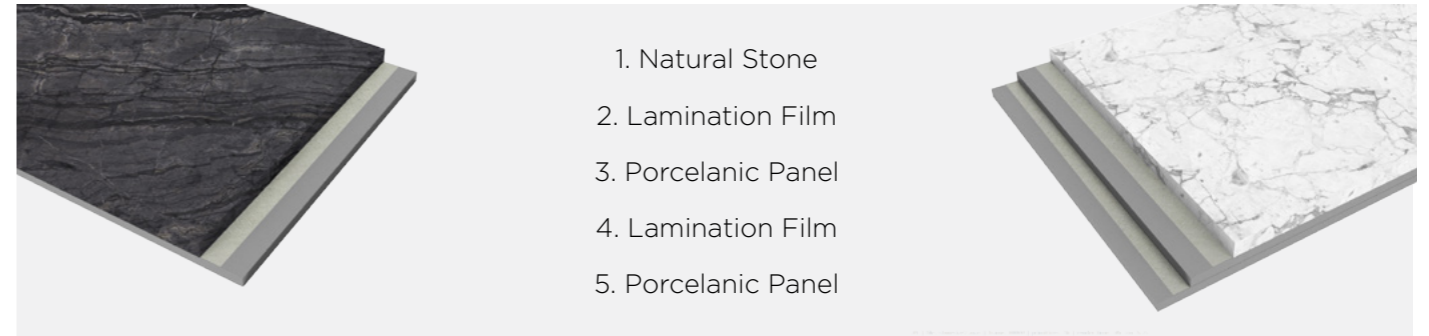 1. Natural Stone
2. Lamination Film
3. Porcelanic Panel
4. Lamination Film
5. Porcelanic Panel